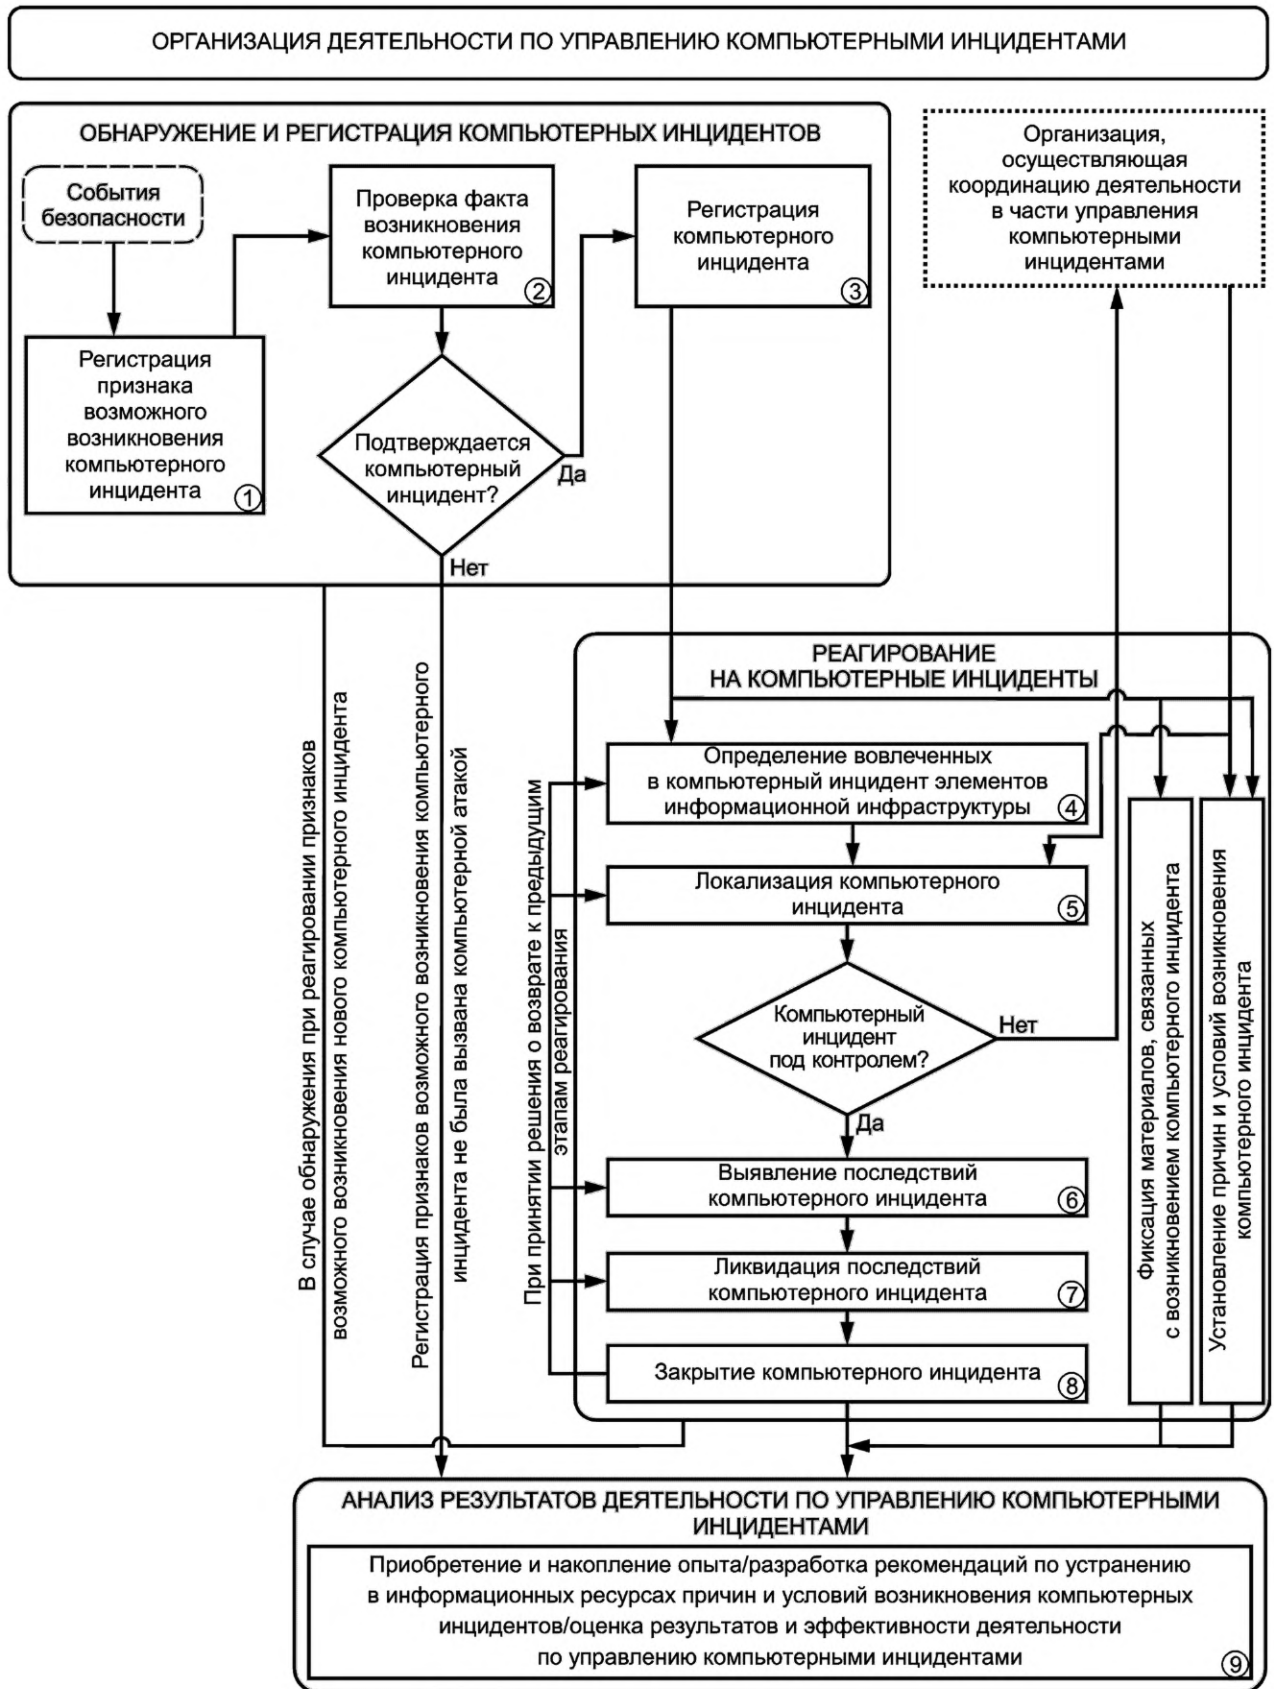 ОРГАНИЗАЦИЯ ДЕЯТЕЛЬНОСТИ ПО УПРАВЛЕНИЮ КОМПЬЮТЕРНЫМИ ИНЦИДЕНТАМИ
ОБНАРУЖЕНИЕ И РЕГИСТРАЦИЯ КОМПЬЮТЕРНЫХ ИНЦИДЕНТОВ
События
безопасности
Регистрация
признака
возможного
возникновения
компьютерного
инцидента
1
Проверка факта
возникновения
компьютерного
инцидента
2
Подтверждается
компьютерный
инцидент?
Да
Нет
Регистрация
компьютерного
инцидента
3
Организация,
осуществляющая
координацию деятельности
в части управления
компьютерными
инцидентами
В случае обнаружения при реагировании признаков
возможного возникновения нового компьютерного инцидента
Регистрация признаков возможного возникновения компьютерного
инцидента не была вызвана компьютерной атакой
При принятии решения о возврате к предыдущим
этапам реагирования
РЕАГИРОВАНИЕ
НА КОМПЬЮТЕРНЫЕ ИНЦИДЕНТЫ
Определение вовлеченных
в компьютерный инцидент элементов
информационной инфраструктуры
4
Локализация компьютерного
инцидента
5
Компьютерный
инцидент
под контролем?
Нет
Да
Выявление последствий
компьютерного инцидента
6
Ликвидация последствий
компьютерного инцидента
7
Закрытие компьютерного инцидента
8
Фиксация материалов, связанных
с возникновением компьютерного инцидента
Установление причин и условий возникновения
компьютерного инцидента
АНАЛИЗ РЕЗУЛЬТАТОВ ДЕЯТЕЛЬНОСТИ ПО УПРАВЛЕНИЮ КОМПЬЮТЕРНЫМИ
ИНЦИДЕНТАМИ
Приобретение и накопление опыта/разработка рекомендаций по устранению
в информационных ресурсах причин и условий возникновения компьютерных
инцидентов/оценка результатов и эффективности деятельности
по управлению компьютерными инцидентами
9